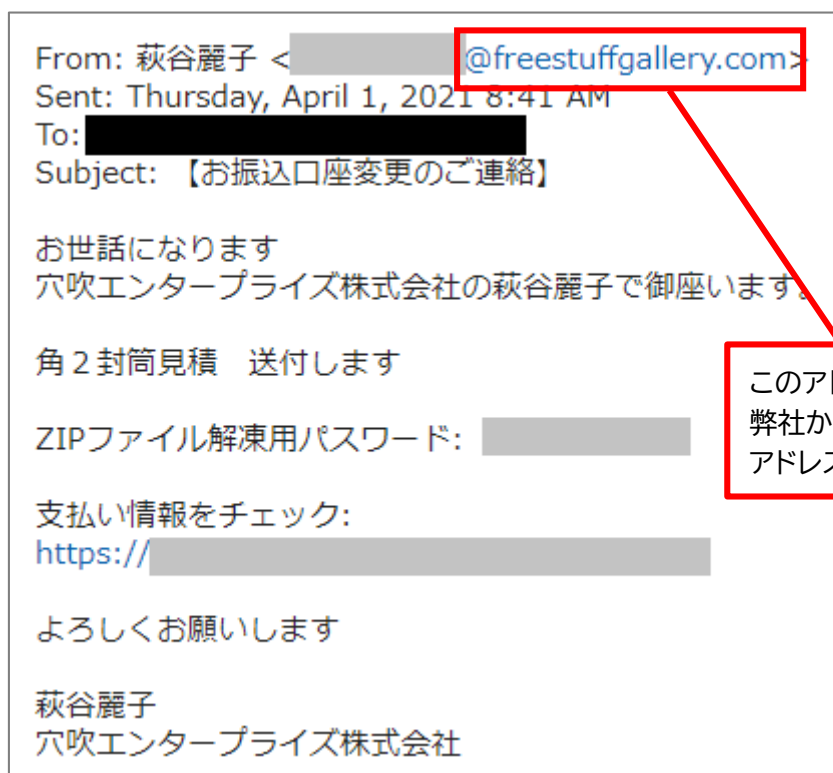 From: 萩谷麗子 < @freestuffgallery.com>
Sent: Thursday, April 1, 2021 8:41 AM
To:
Subject: 【お振込口座変更のご連絡】
お世話になります
穴吹エンタープライズ株式会社の萩谷麗子で御座います。
角2封筒見積 送付します
ZIPファイル解凍用パスワード:
支払い情報をチェック:
https://
よろしくお願いします
萩谷麗子
穴吹エンタープライズ株式会社
このア
弊社か
アドレ